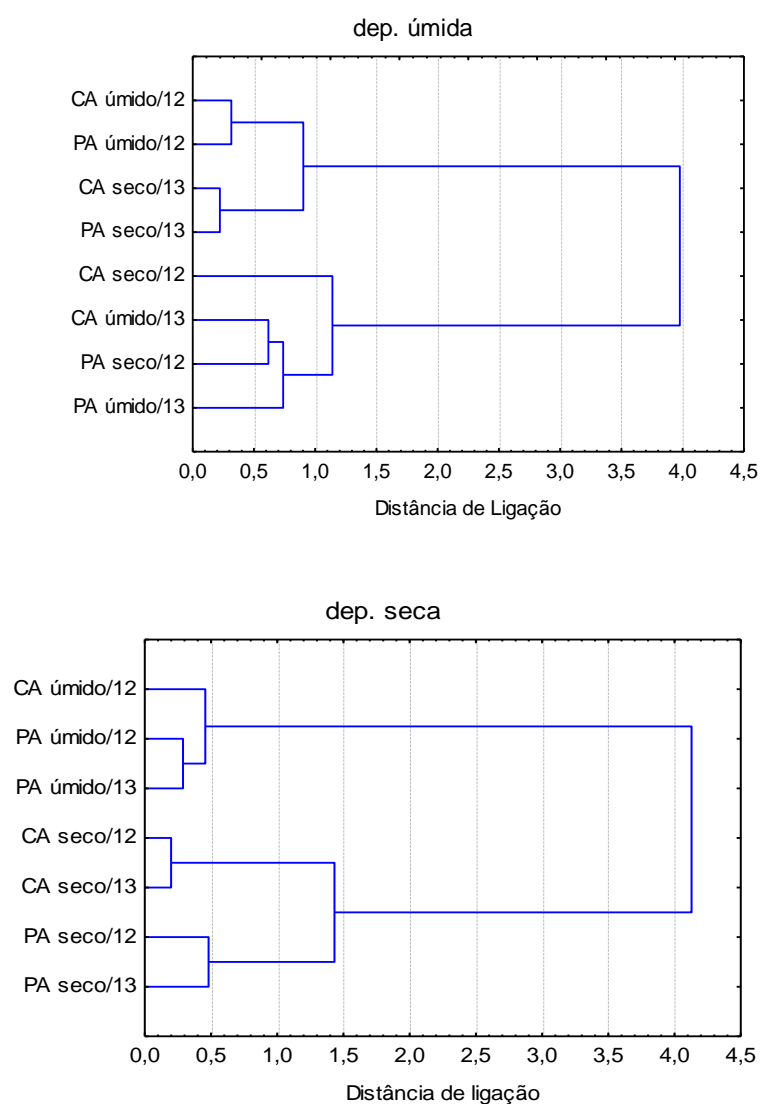 dep. úmida
CA úmido/12
PA úmido/12
CA seco/13
PA seco/13
CA seco/12
CA úmido/13
PA seco/12
PA úmido/13
0,0 0,5 1,0 1,5 2,0 2,5 3,0 3,5 4,0 4,5
Distância de Ligação
dep. seca
CA úmido/12
PA úmido/12
PA úmido/13
CA seco/12
CA seco/13
PA seco/12
PA seco/13
0,0 0,5 1,0 1,5 2,0 2,5 3,0 3,5 4,0 4,5
Distância de ligação